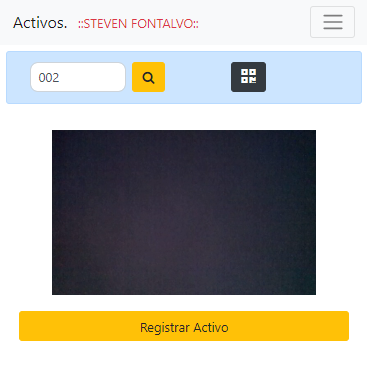 Activos. ::STEVEN FONTALVO::
002
Registrar Activo